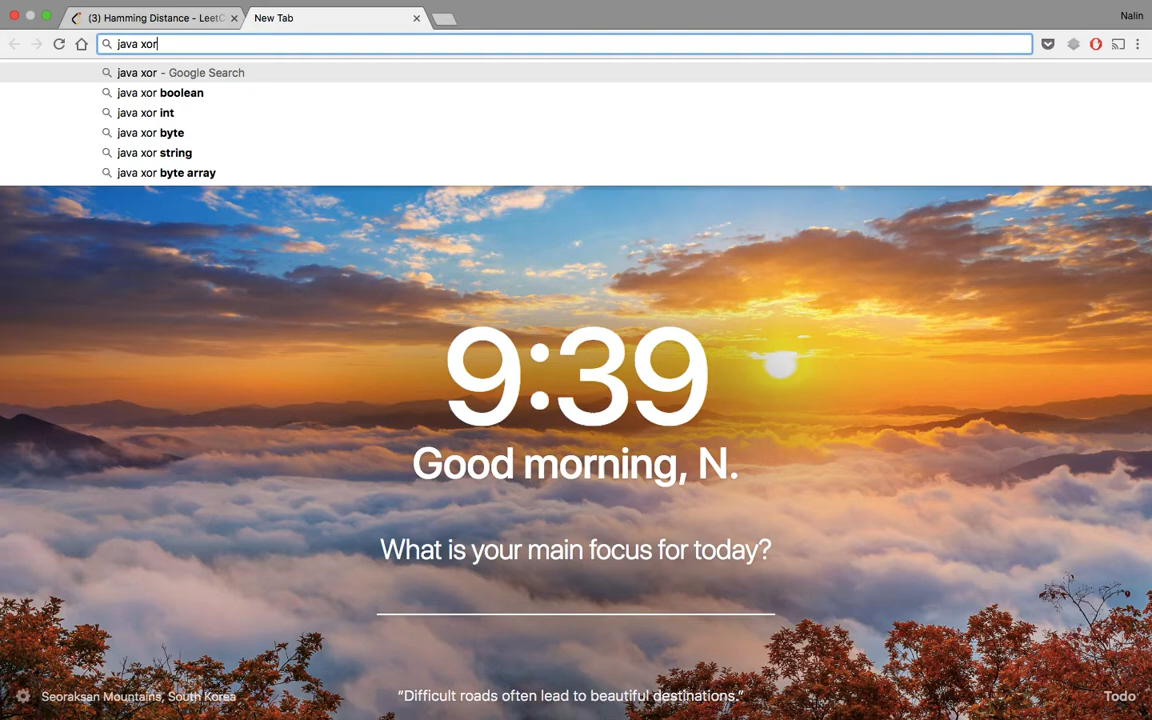 (3) Hamming Distance - LeetC
New Tab
Nalin
java xor
java xor - Google Search
java xor boolean
java xor int
java xor byte
java xor string
java xor byte array
9:39
Good morning, N.
What is your main focus for today?
Seoraksan Mountains, South Korea
“Difficult roads often lead to beautiful destinations.”
Todo